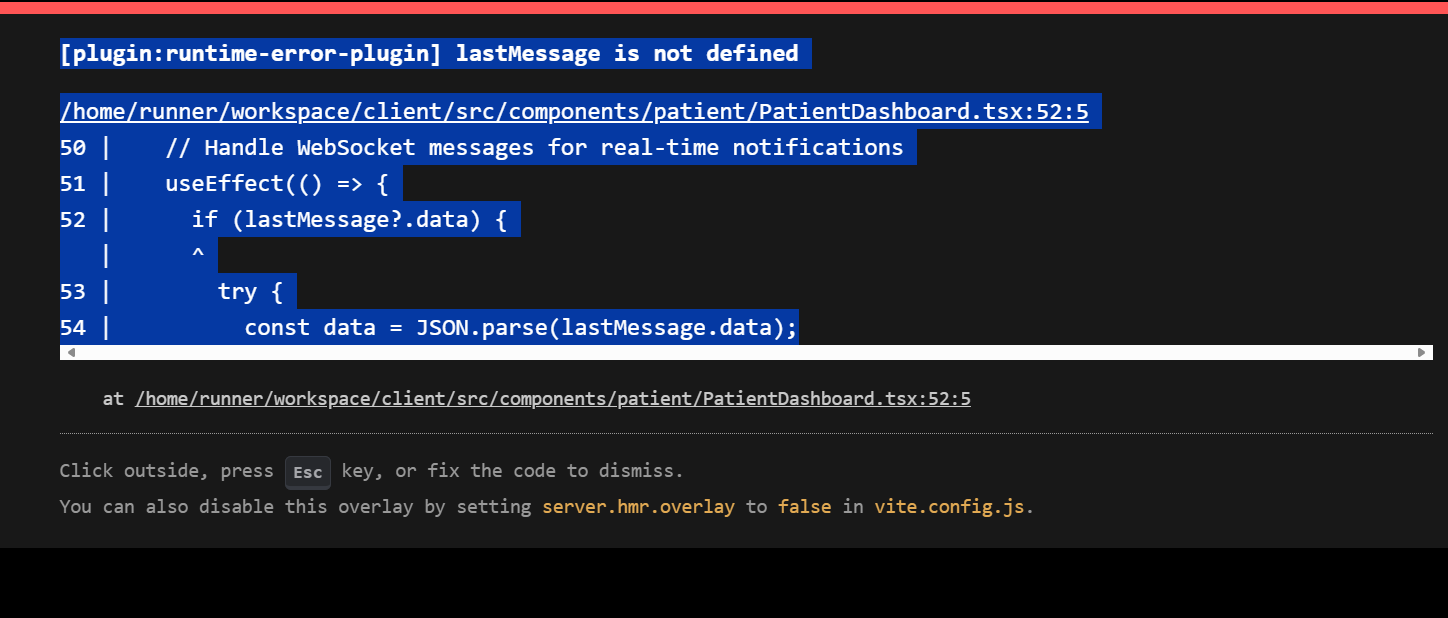 [plugin:runtime-error-plugin] lastMessage is not defined
/home/runner/workspace/client/src/components/patient/PatientDashboard.tsx:52:5
50 |    // Handle WebSocket messages for real-time notifications
51 |    useEffect(() => {
52 |      if (lastMessage?.data) {
   |      ^
53 |        try {
54 |          const data = JSON.parse(lastMessage.data);
at /home/runner/workspace/client/src/components/patient/PatientDashboard.tsx:52:5
Click outside, press Esc key, or fix the code to dismiss.
You can also disable this overlay by setting server.hmr.overlay to false in vite.config.js.